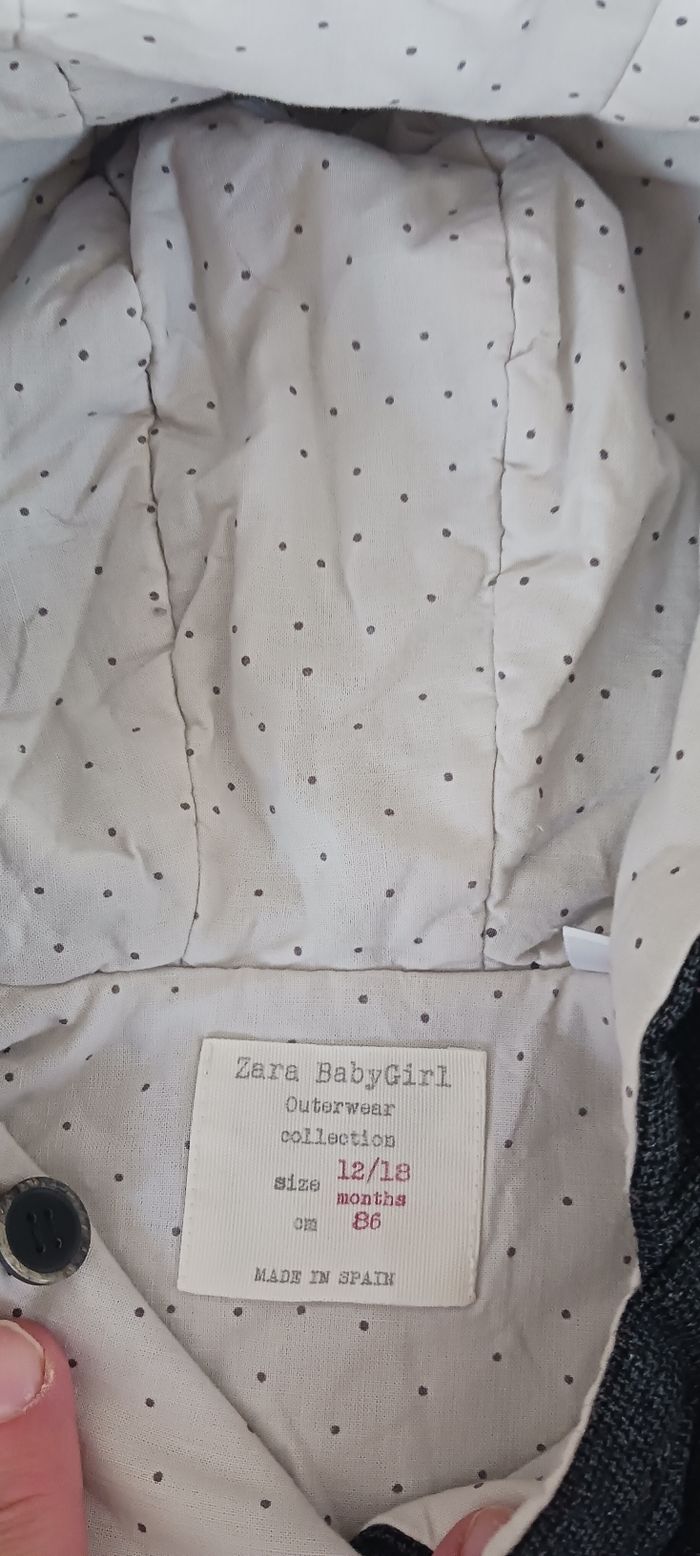 Zara BabyGirl
Outerwear
collection
size 12/18
months
cm 86
MADE IN SPAIN